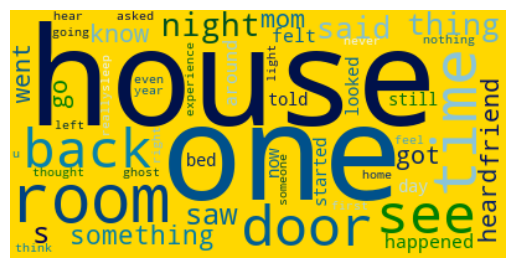 hear
asked
going
know
night
mom
felt
said
thing
never
nothing
house
went
go
even
year
experience
around
light
told
looked
still
time
left
really
sleep
back
right
one
bed
now
someone
started
home
got
heard
friend
feel
day
u
thought
ghost
room
saw
door
first
see
s
something
happened
think